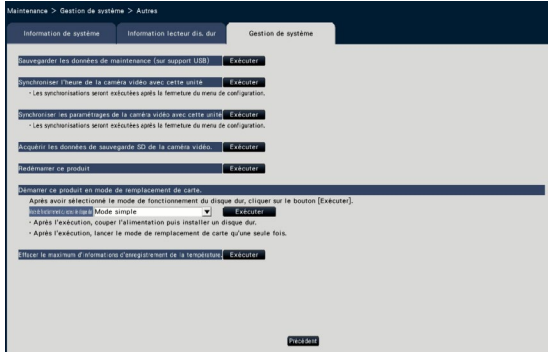 Maintenance > Gestion de système > Autres
Information de système
Information lecteur dis. dur
Gestion de système
Sauvegarder les données de maintenance (sur support USB)
Exécuter
Synchroniser l'heure de la caméra vidéo avec cette unité
Exécuter
· Les synchronisations seront exécutées après la fermeture du menu de configuration.
Synchroniser les paramétrages de la caméra vidéo avec cette unité
Exécuter
· Les synchronisations seront exécutées après la fermeture du menu de configuration.
Acquérir les données de sauvegarde SD de la caméra vidéo.
Exécuter
Redémarrer ce produit
Exécuter
Démarrer ce produit en mode de remplacement de carte.
Après avoir sélectionné le mode de fonctionnement du disque dur, cliquer sur le bouton [Exécuter].
Mode simple
Exécuter
· Après l'exécution, couper l'alimentation puis installer un disque dur.
· Après l'exécution, lancer le mode de remplacement de carte qu'une seule fois.
Effacer le maximum d'informations d'enregistrement de la température.
Exécuter
Précédent